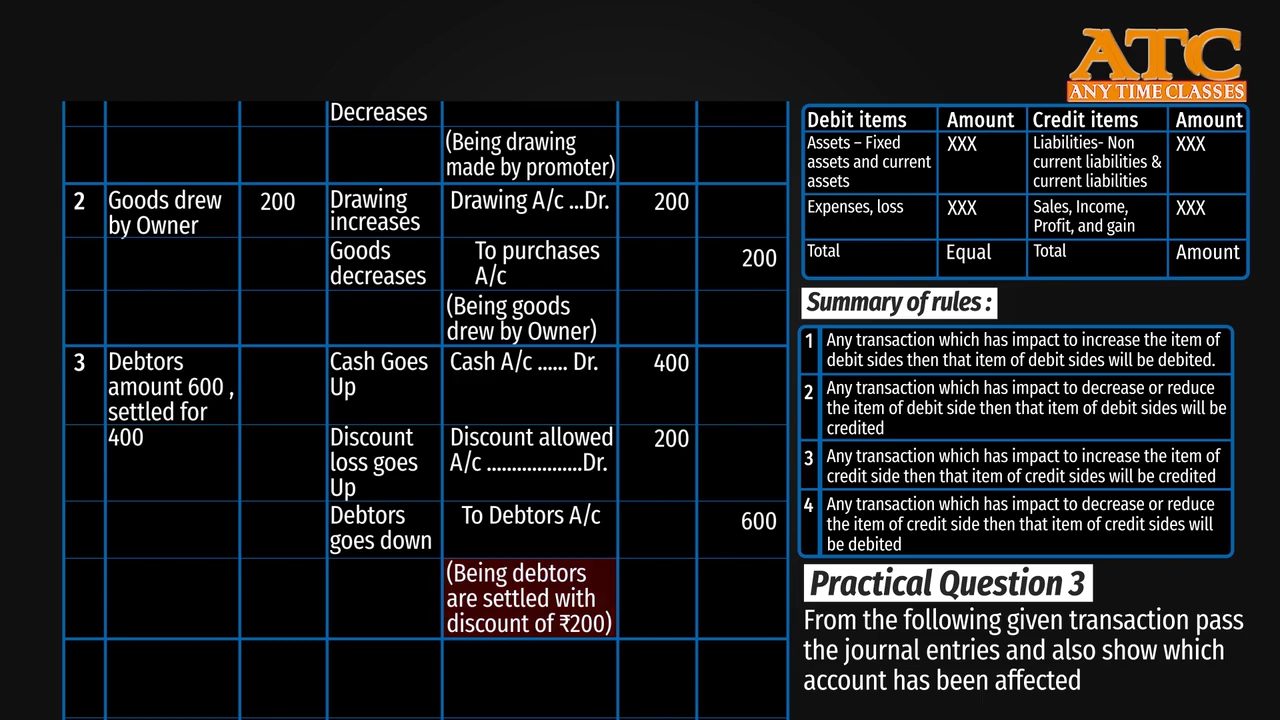 ATC
ANY TIME CLASSES
Decreases
(Being drawing
made by promoter)
2 Goods drew 200 Drawing Drawing A/c ...Dr. 200
by Owner increases
Goods To purchases 200
decreases A/c
(Being goods
drew by Owner)
3 Debtors Cash Goes Cash A/c ...... Dr. 400
amount 600 , Up
settled for
400 Discount Discount allowed 200
loss goes A/c ...................Dr.
Up
Debtors To Debtors A/c 600
goes down
(Being debtors
are settled with
discount of ₹200)
Debit items Amount Credit items Amount
Assets – Fixed XXX Liabilities- Non XXX
assets and current current liabilities &
assets current liabilities
Expenses, loss XXX Sales, Income, XXX
Profit, and gain
Total Equal Total Amount
Summary of rules :
1 Any transaction which has impact to increase the item of
debit sides then that item of debit sides will be debited.
2 Any transaction which has impact to decrease or reduce
the item of debit side then that item of debit sides will be
credited
3 Any transaction which has impact to increase the item of
credit side then that item of credit sides will be credited
4 Any transaction which has impact to decrease or reduce
the item of credit side then that item of credit sides will
be debited
Practical Question 3
From the following given transaction pass
the journal entries and also show which
account has been affected